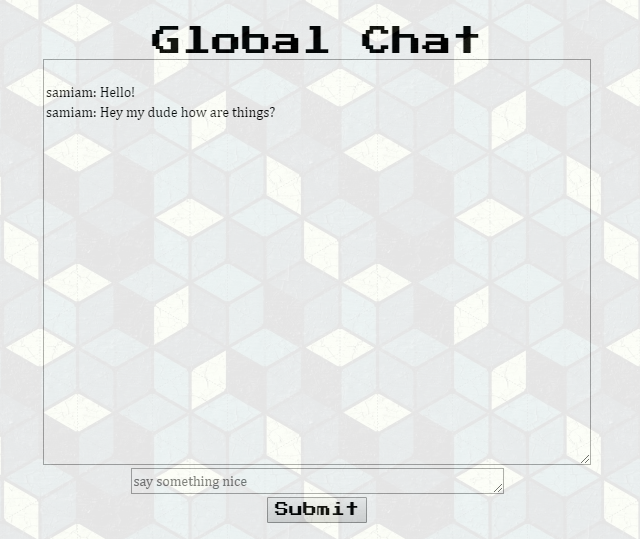 Global Chat
samiam: Hello!
samiam: Hey my dude how are things?
say something nice
Submit